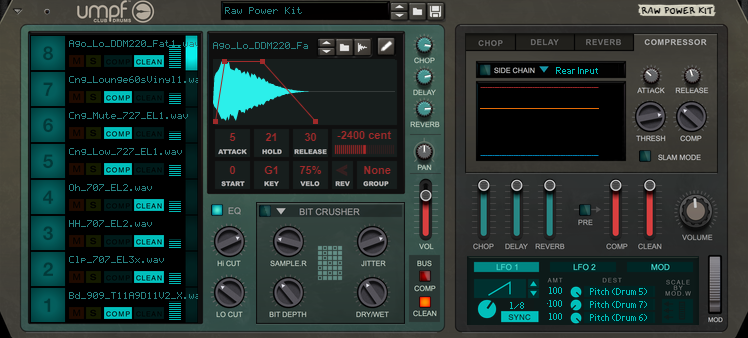 umpf
CLUB DRUMS
Raw Power Kit
RAW POWER KIT
8 Ago_Lo_DDM220_Fat1.wav
M S COMP CLEAN
7 Cng_Lounge60sVinyl1.wav
M S COMP CLEAN
6 Cng_Mute_727_EL1.wav
M S COMP CLEAN
5 Cng_Low_727_EL1.wav
M S COMP CLEAN
4 Oh_707_EL2.wav
M S COMP CLEAN
3 HH_707_EL2.wav
M S COMP CLEAN
2 Clp_707_EL3x.wav
M S COMP CLEAN
1 Bd_909_T11A9D11V2_X.wav
M S COMP CLEAN
Ago_Lo_DDM220_Fa
5 21 30 -2400 cent
ATTACK HOLD RELEASE
0 G1 75% < None
START KEY VELO REV GROUP
EQ
BIT CRUSHER
HI CUT SAMPLE.R JITTER
LO CUT BIT DEPTH DRY/WET
CHOP
DELAY
REVERB
PAN
VOL
BUS
COMP
CLEAN
CHOP DELAY REVERB COMPRESSOR
SIDE CHAIN Rear Input
ATTACK RELEASE
THRESH COMP
SLAM MODE
PRE
CHOP DELAY REVERB COMP CLEAN VOLUME
LFO 1 LFO 2 MOD
AMT DEST SCALE BY MOD.W
100 Pitch (Drum 5)
1/8 -100 Pitch (Drum 7)
SYNC 100 Pitch (Drum 6)
MOD